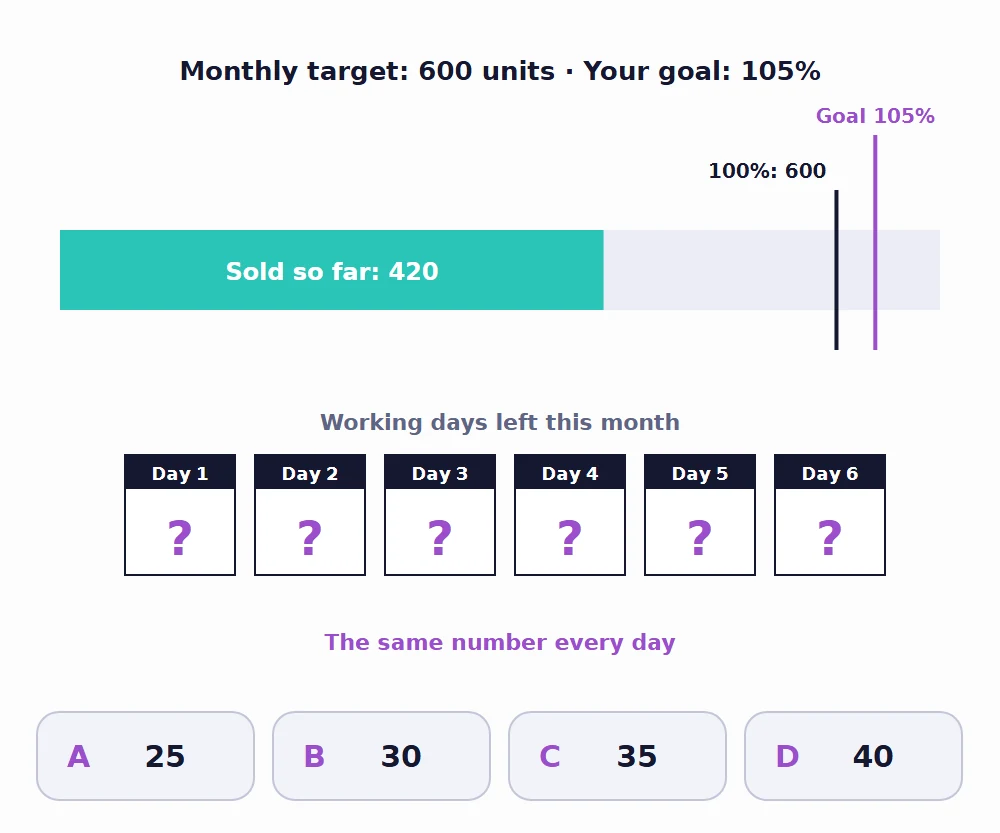 Monthly target: 600 units · Your goal: 105%
Goal 105%
100%: 600
Sold so far: 420
Working days left this month
Day 1 Day 2 Day 3 Day 4 Day 5 Day 6
? ? ? ? ? ?
The same number every day
A 25 B 30 C 35 D 40